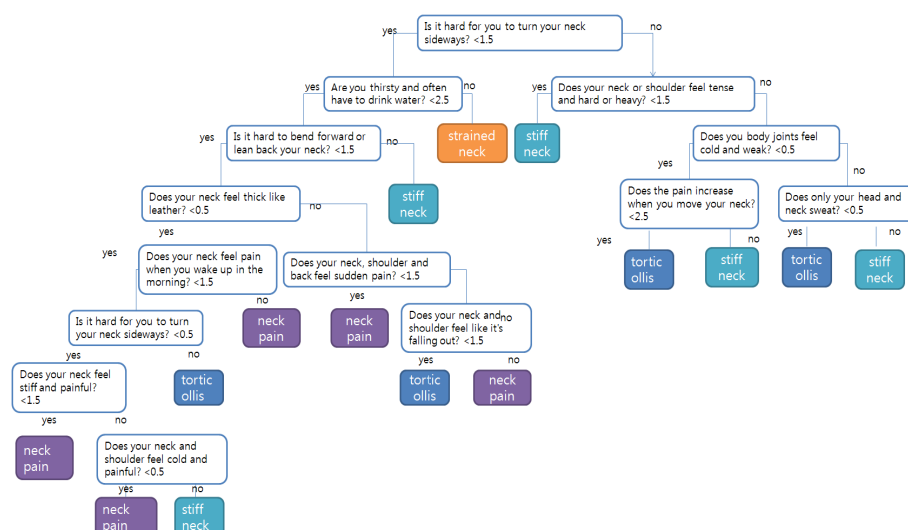 Is it hard for you to turn your neck
sideways? <1.5
yes
no
Are you thirsty and often
have to drink water? <2.5
yes
no
Does your neck or shoulder feel tense
and hard or heavy? <1.5
yes
no
Is it hard to bend forward or
lean back your neck? <1.5
yes
no
strained
neck
stiff
neck
Does you body joints feel
cold and weak? <0.5
yes
no
Does your neck feel thick like
leather? <0.5
yes
no
stiff
neck
Does the pain increase
when you move your neck?
<2.5
yes
no
Does only your head and
neck sweat? <0.5
yes
no
Does your neck feel pain
when you wake up in the
morning? <1.5
yes
no
Does your neck, shoulder and
back feel sudden pain? <1.5
yes
no
tortic
ollis
stiff
neck
tortic
ollis
stiff
neck
Is it hard for you to turn
your neck sideways? <0.5
yes
no
neck
pain
neck
pain
Does your neck and
shoulder feel like it's
falling out? <1.5
yes
no
Does your neck feel
stiff and painful?
<1.5
yes
no
tortic
ollis
tortic
ollis
neck
pain
neck
pain
Does your neck and
shoulder feel cold and
painful? <0.5
yes
no
neck
pain
stiff
neck